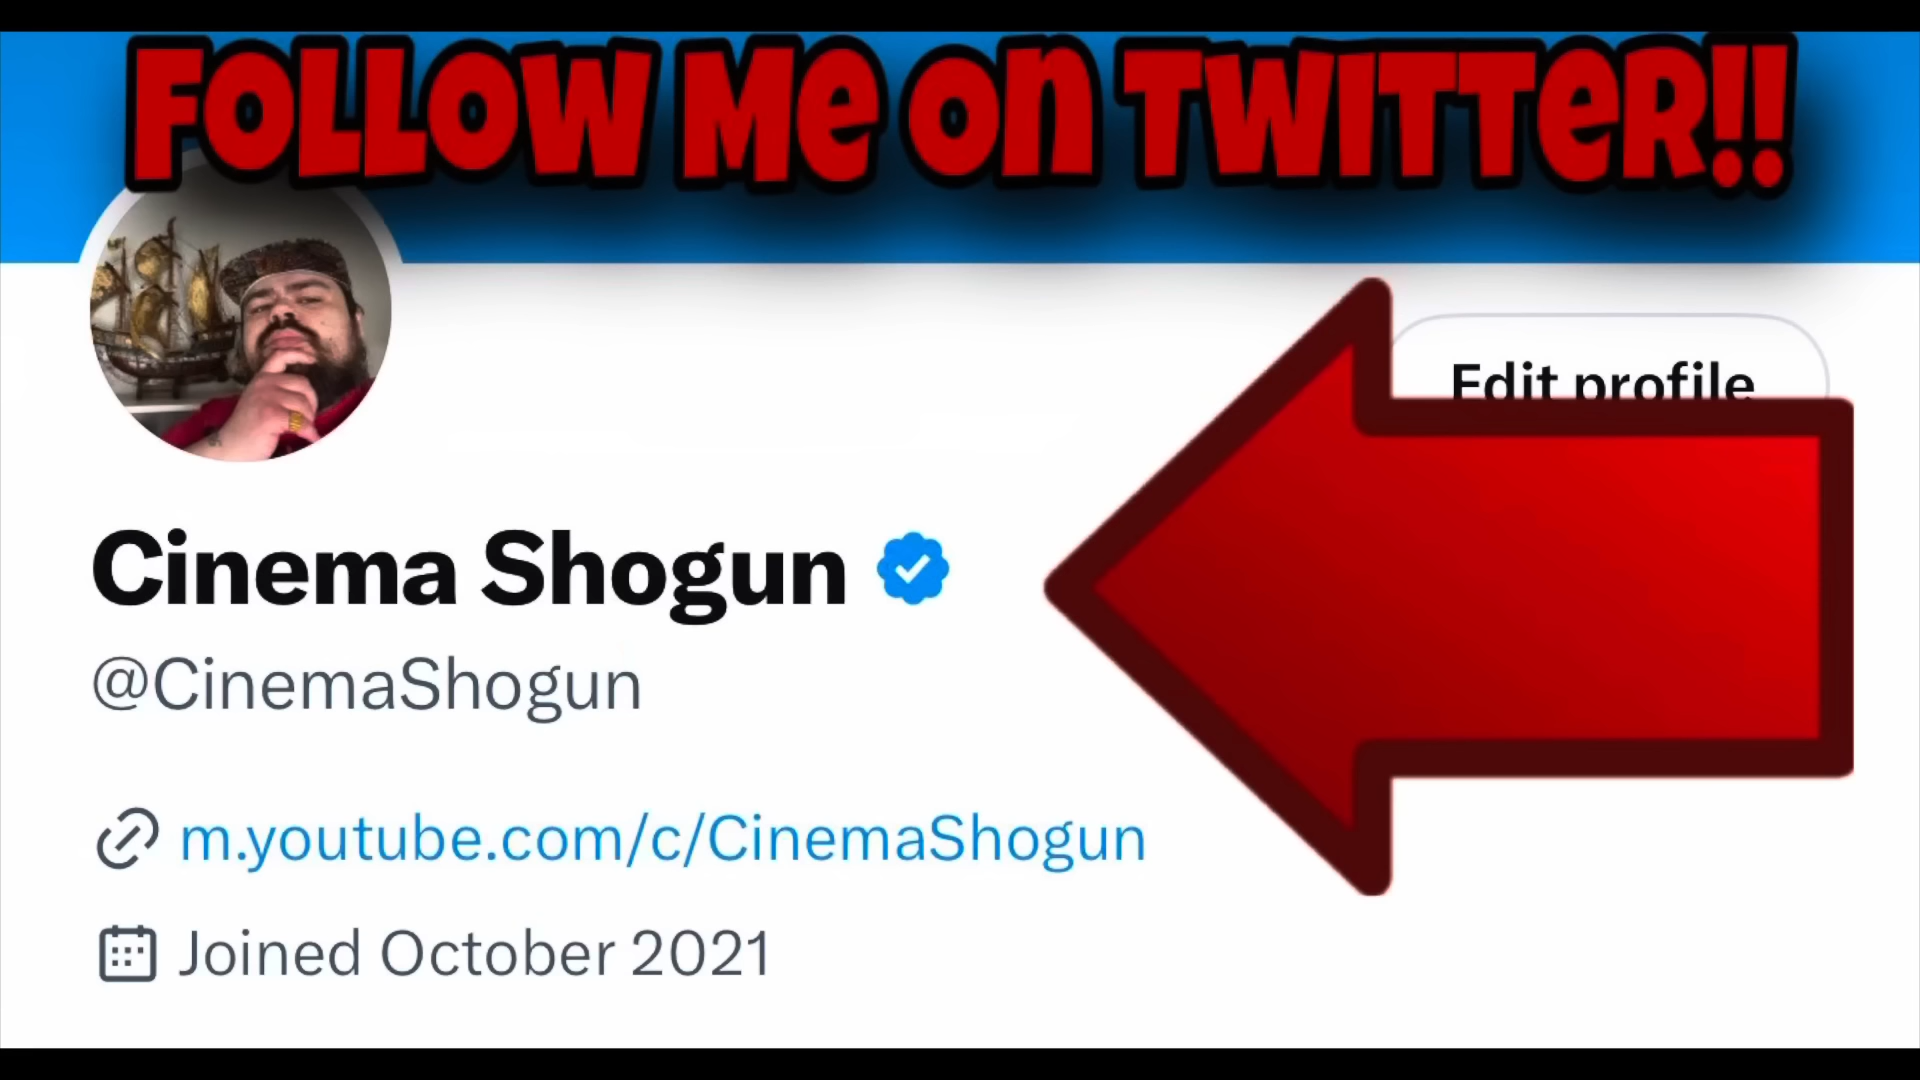 FOLLOW Me on TWITTeR!!
Edit profile
Cinema Shogun
@CinemaShogun
m.youtube.com/c/CinemaShogun
Joined October 2021